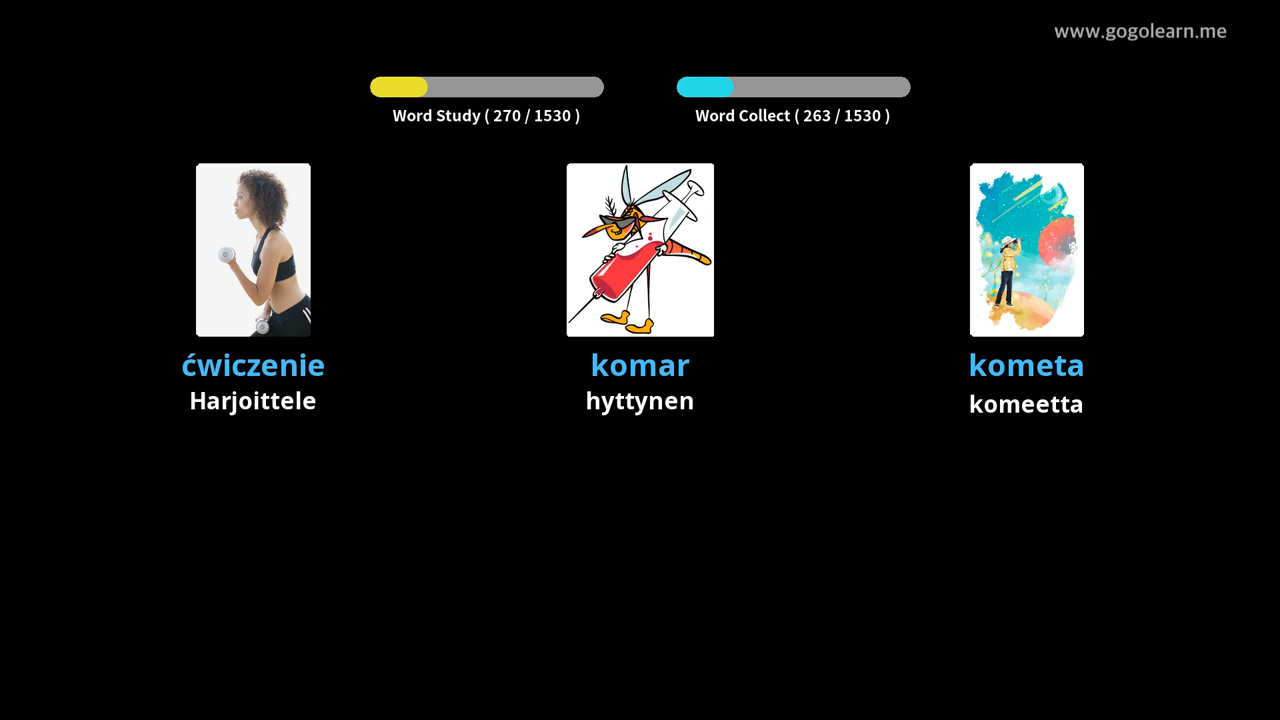 www.gogolearn.me
Word Study ( 270 / 1530 )
Word Collect ( 263 / 1530 )
ćwiczenie
Harjoittele
komar
hyttynen
kometa
komeetta